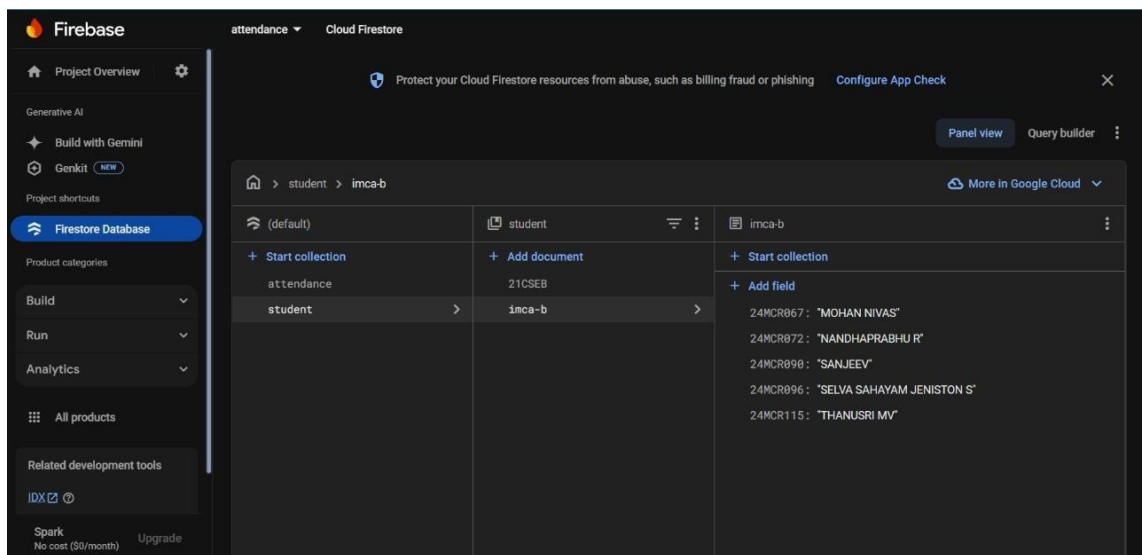 Firebase
attendance
Cloud Firestore
Project Overview
Protect your Cloud Firestore resources from abuse, such as billing fraud or phishing
Configure App Check
Generative AI
Build with Gemini
Genkit
NEW
Panel view
Query builder
Project shortcuts
Firestore Database
student > imca-b
More in Google Cloud
(default)
student
imca-b
Product categories
+ Start collection
+ Add document
+ Start collection
attendance
student
21CSEB
imca-b
+ Add field
24MCR067: "MOHAN NIVAS"
24MCR072: "NANDHAPRABHU R"
24MCR090: "SANJEEV"
24MCR096: "SELVA SAHAYAM JENISTON S"
24MCR115: "THANUSRI MV"
Build
Run
Analytics
All products
Related development tools
IDX
Spark
No cost ($0/month)
Upgrade